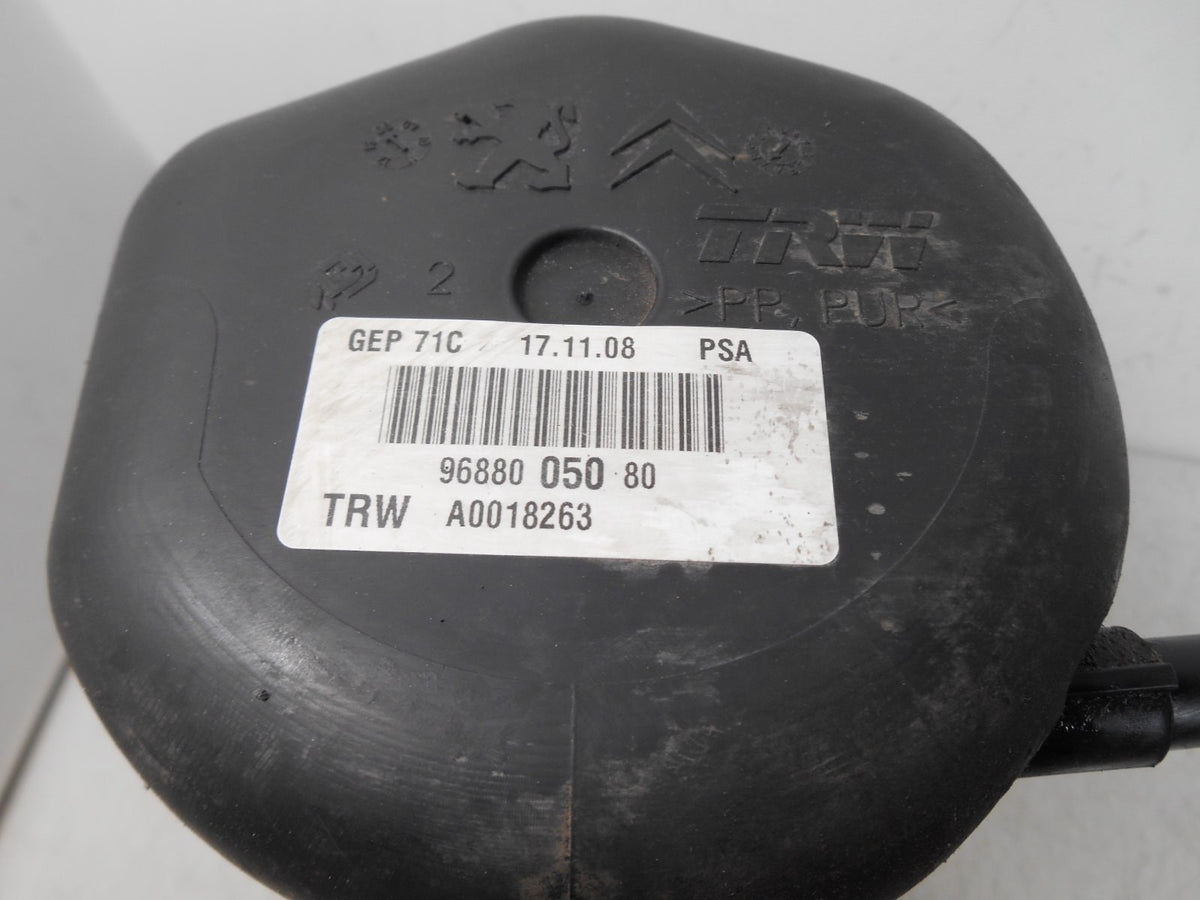 TRW
2
>PP, PUR<
GEP 71C 17.11.08 PSA
96880 050 80
TRW A0018263